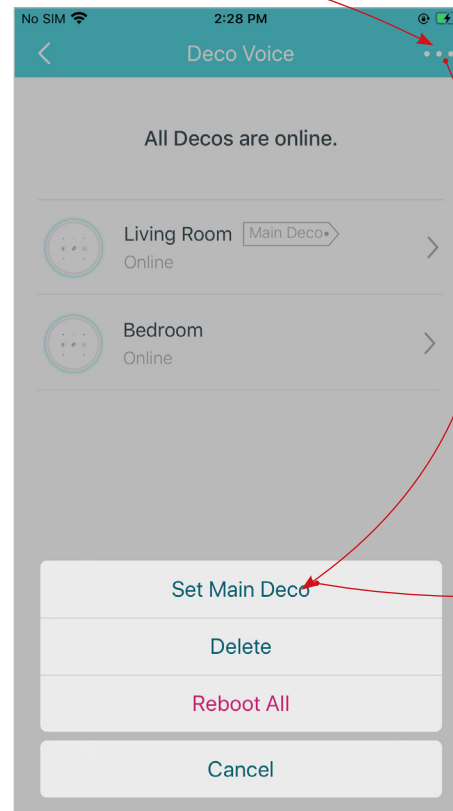 No SIM 2:28 PM
Deco Voice
All Decos are online.
Living Room Main Deco
Online
Bedroom
Online
Set Main Deco
Delete
Reboot All
Cancel